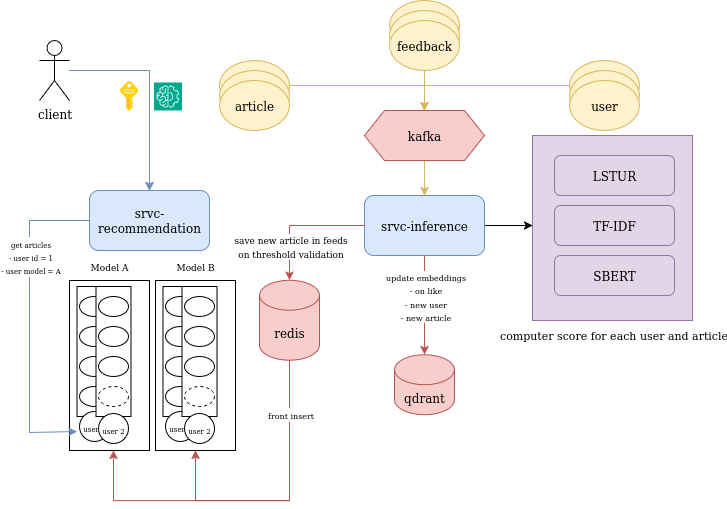 feedback
article
user
client
kafka
LSTUR
TF-IDF
SBERT
computer score for each user and article
srvc-
recommendation
srvc-inference
get articles
- user id = 1
- user model = A
save new article in feeds
on threshold validation
update embeddings
- on like
- new user
- new article
Model A
Model B
redis
qdrant
front insert
user
user 2
user
user 2